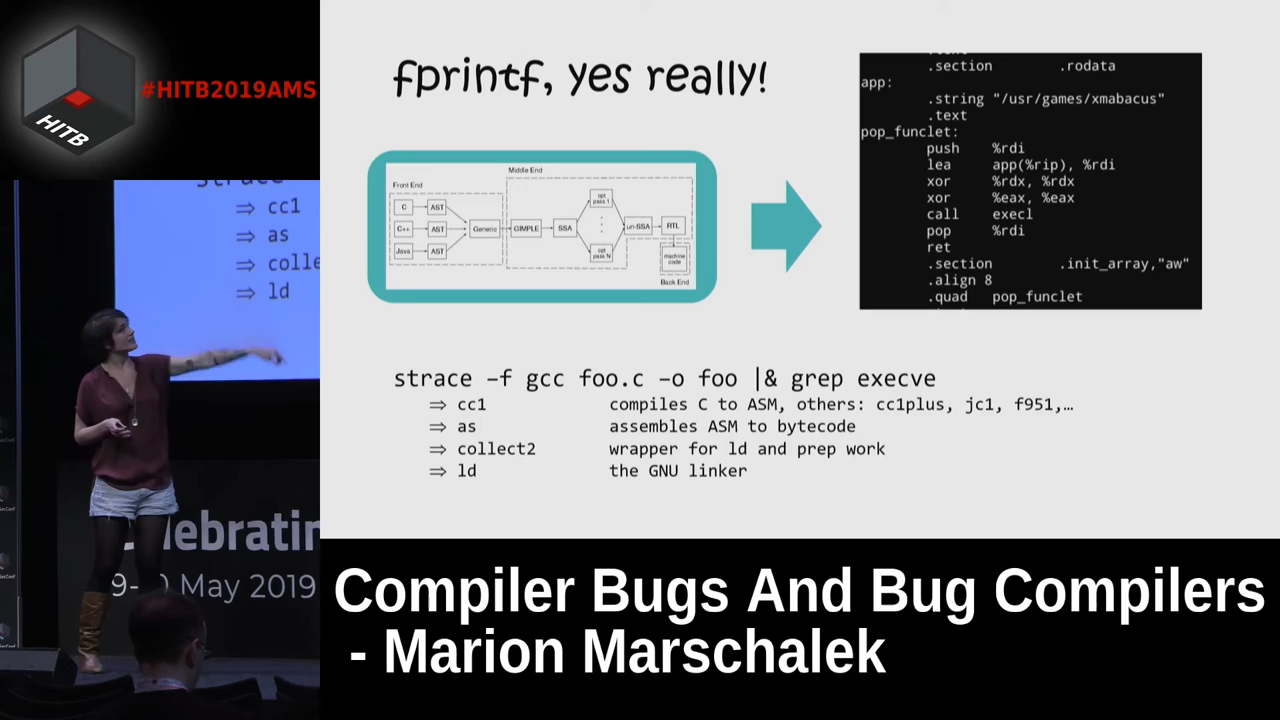 HITB
#HITB2019AMS
strace
⇒ cc1
⇒ as
⇒ colle
⇒ ld
lebratin
9- 0 May 2019
fprintf, yes really!
Front End
Middle End
C
AST
C++
AST
Java
AST
Generic
GIMPLE
SSA
opt pass 1
opt pass N
un-SSA
RTL
machine code
Back End
.section .rodata
app:
.string "/usr/games/xmabacus"
.text
pop_funclet:
push %rdi
lea app(%rip), %rdi
xor %rdx, %rdx
xor %eax, %eax
call execl
pop %rdi
ret
.section .init_array,"aw"
.align 8
.quad pop_funclet
strace –f gcc foo.c –o foo |& grep execve
⇒ cc1 compiles C to ASM, others: cc1plus, jc1, f951,…
⇒ as assembles ASM to bytecode
⇒ collect2 wrapper for ld and prep work
⇒ ld the GNU linker
Compiler Bugs And Bug Compilers
- Marion Marschalek